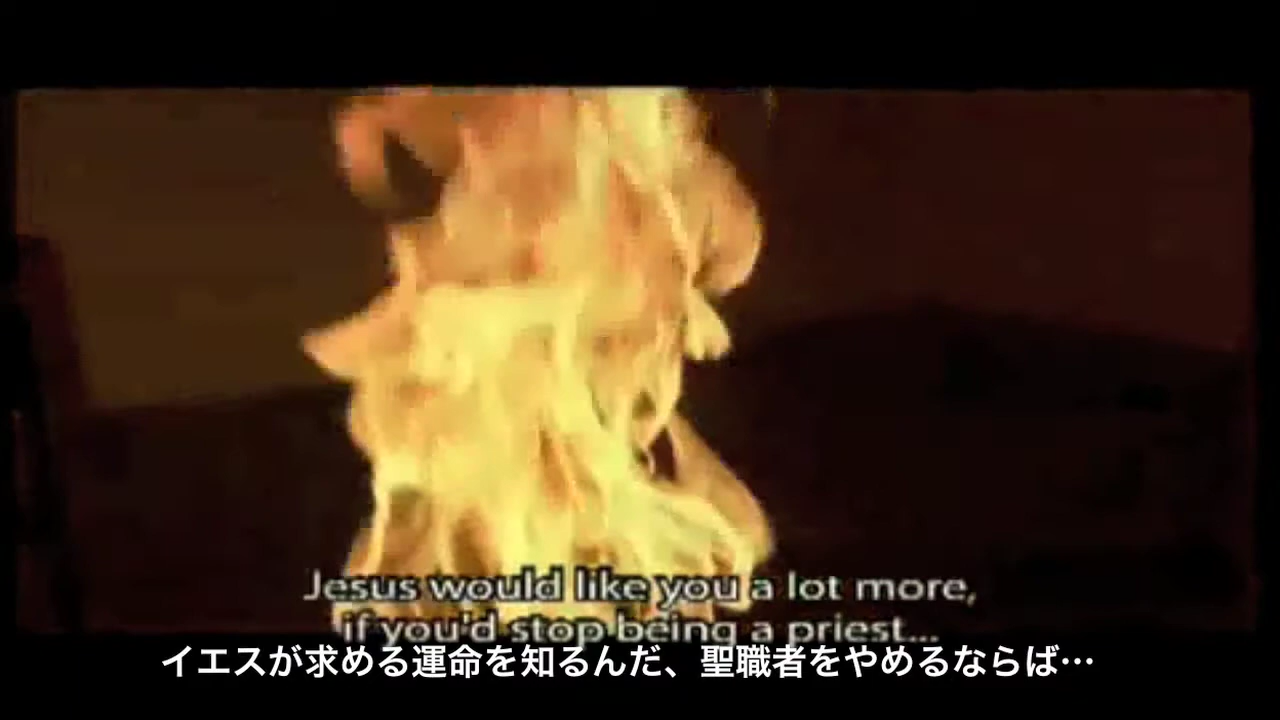 Jesus would like you a lot more,
if you'd stop being a priest...
イエスが求める運命を知るんだ、聖職者をやめるならば…